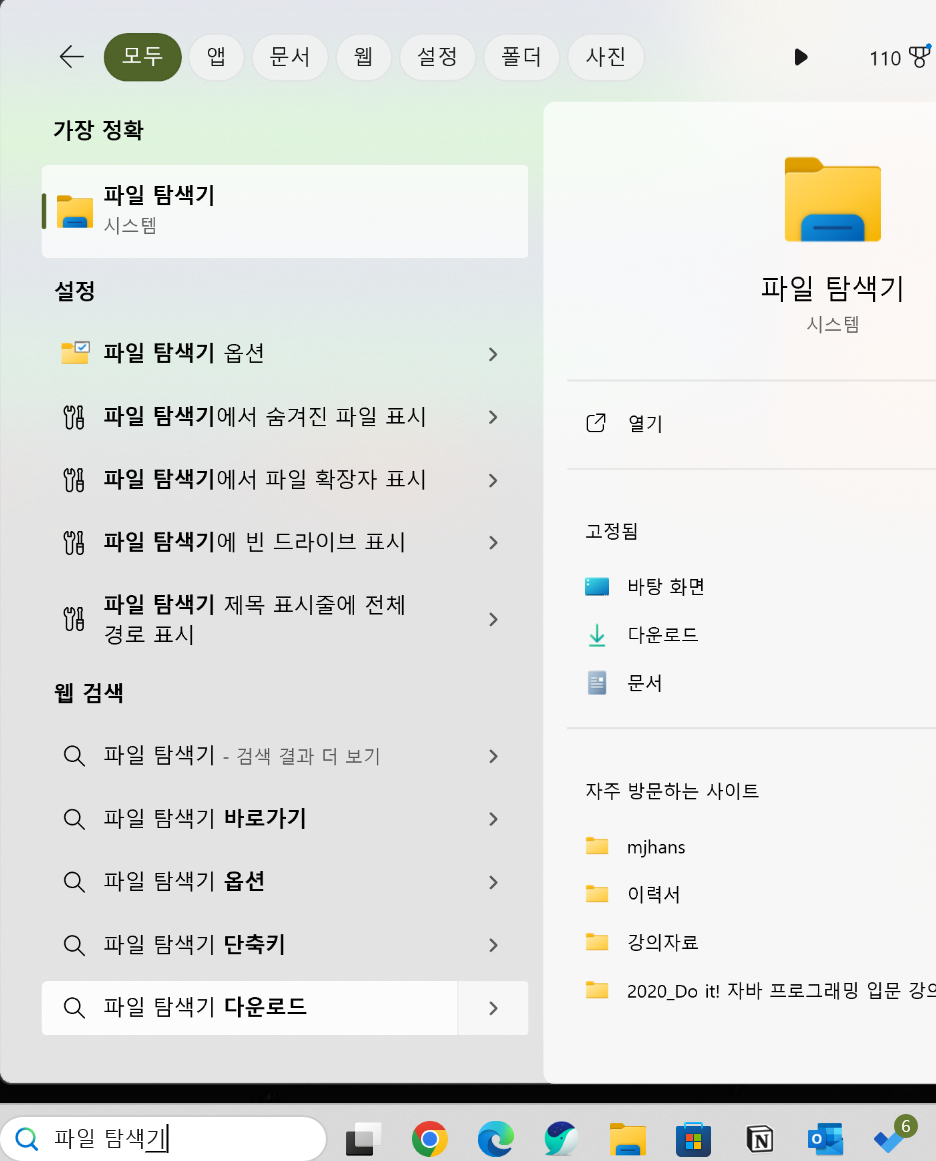 모두 앱 문서 웹 설정 폴더 사진 110
가장 정확
파일 탐색기
시스템
설정
파일 탐색기 옵션
파일 탐색기에서 숨겨진 파일 표시
파일 탐색기에서 파일 확장자 표시
파일 탐색기에 빈 드라이브 표시
파일 탐색기 제목 표시줄에 전체
경로 표시
웹 검색
파일 탐색기 - 검색 결과 더 보기
파일 탐색기 바로가기
파일 탐색기 옵션
파일 탐색기 단축키
파일 탐색기 다운로드
파일 탐색기
시스템
열기
고정됨
바탕 화면
다운로드
문서
자주 방문하는 사이트
mjhans
이력서
강의자료
2020_Do it! 자바 프로그래밍 입문 강의
파일 탐색기
6